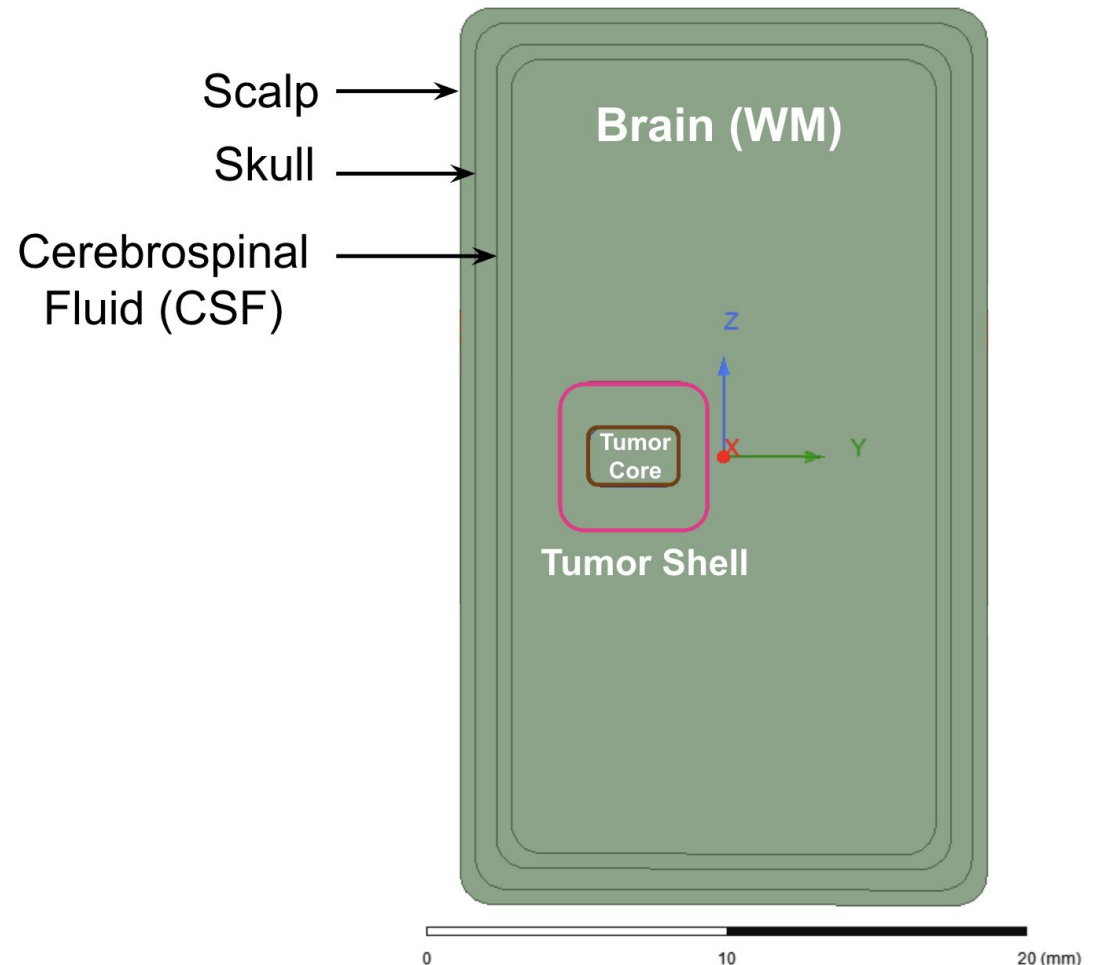 Scalp
Brain (WM)
Skull
Cerebrospinal
Fluid (CSF)
Z
Tumor
Core
X
Y
Tumor Shell
0 10 20 (mm)